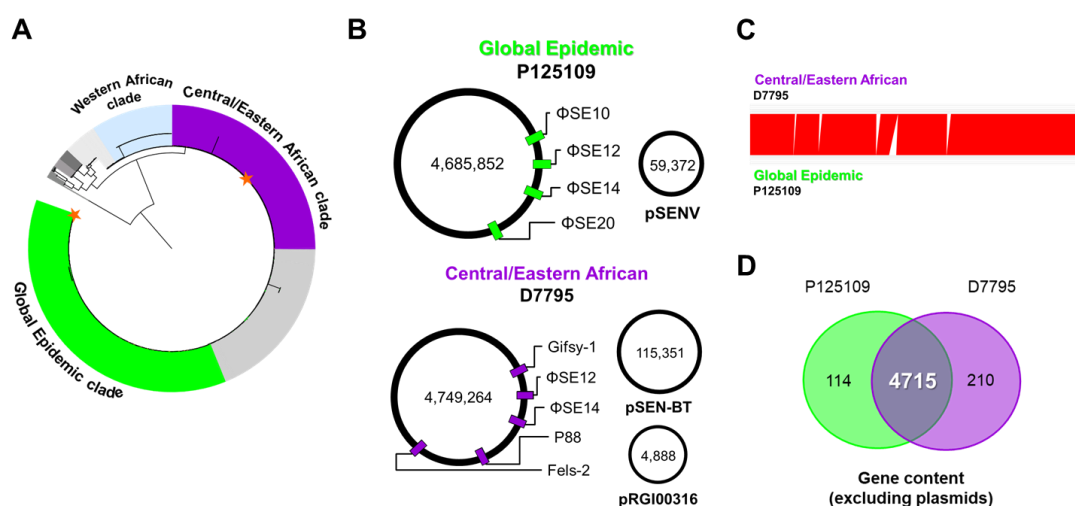 A
Western African
clade
Central/Eastern African clade
Global Epidemic clade
B
Global Epidemic
P125109
4,685,852
ΦSE10
ΦSE12
ΦSE14
ΦSE20
59,372
pSENV
Central/Eastern African
D7795
4,749,264
Gifsy-1
ΦSE12
ΦSE14
P88
Fels-2
115,351
pSEN-BT
4,888
pRGI00316
C
Central/Eastern African
D7795
Global Epidemic
P125109
D
P125109
D7795
114
4715
210
Gene content
(excluding plasmids)